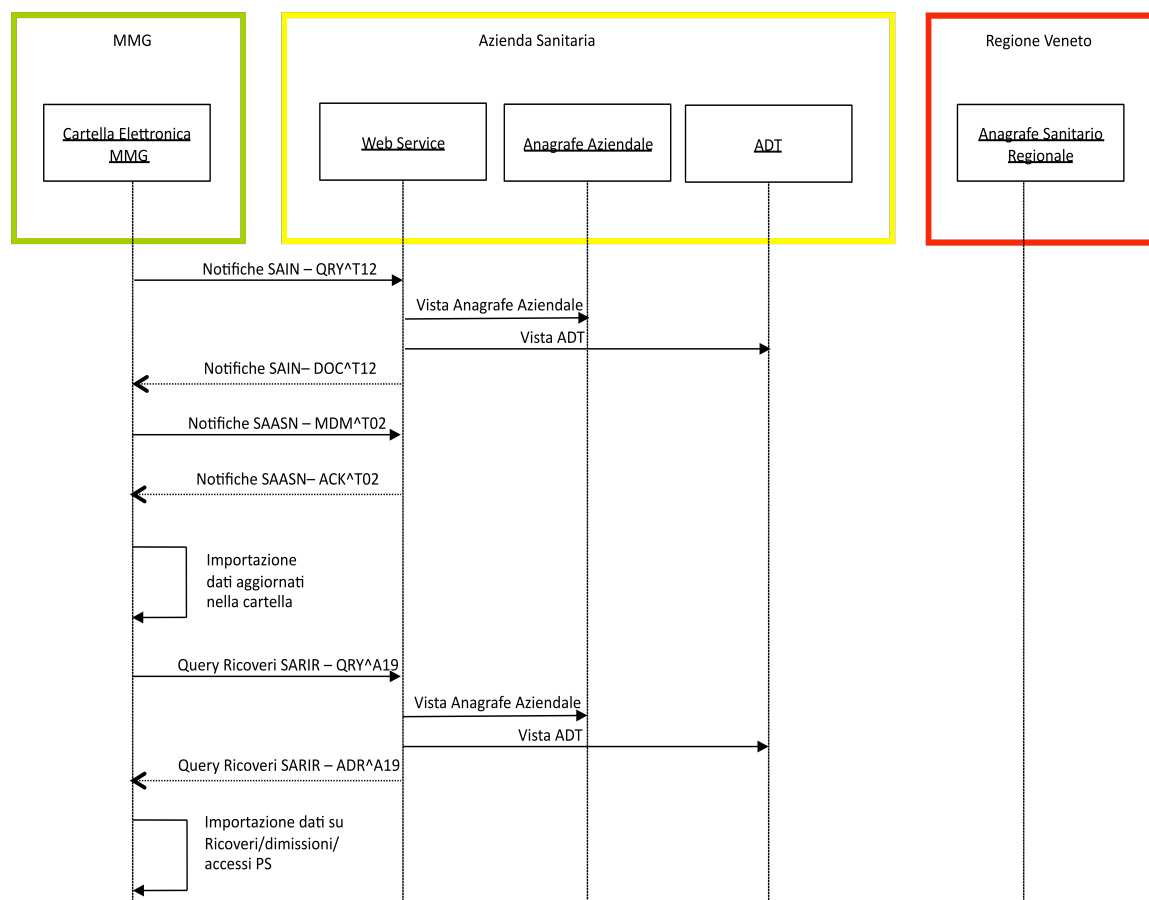 MMG
Azienda Sanitaria
Regione Veneto
Cartella Elettronica
MMG
Web Service
Anagrafe Aziendale
ADT
Anagrafe Sanitario
Regionale
Notifiche SAIN – QRY^T12
Vista Anagrafe Aziendale
Vista ADT
Notifiche SAIN– DOC^T12
Notifiche SAASN – MDM^T02
Notifiche SAASN– ACK^T02
Importazione
dati aggiornati
nella cartella
Query Ricoveri SARIR – QRY^A19
Vista Anagrafe Aziendale
Vista ADT
Query Ricoveri SARIR – ADR^A19
Importazione dati su
Ricoveri/dimissioni/
accessi PS